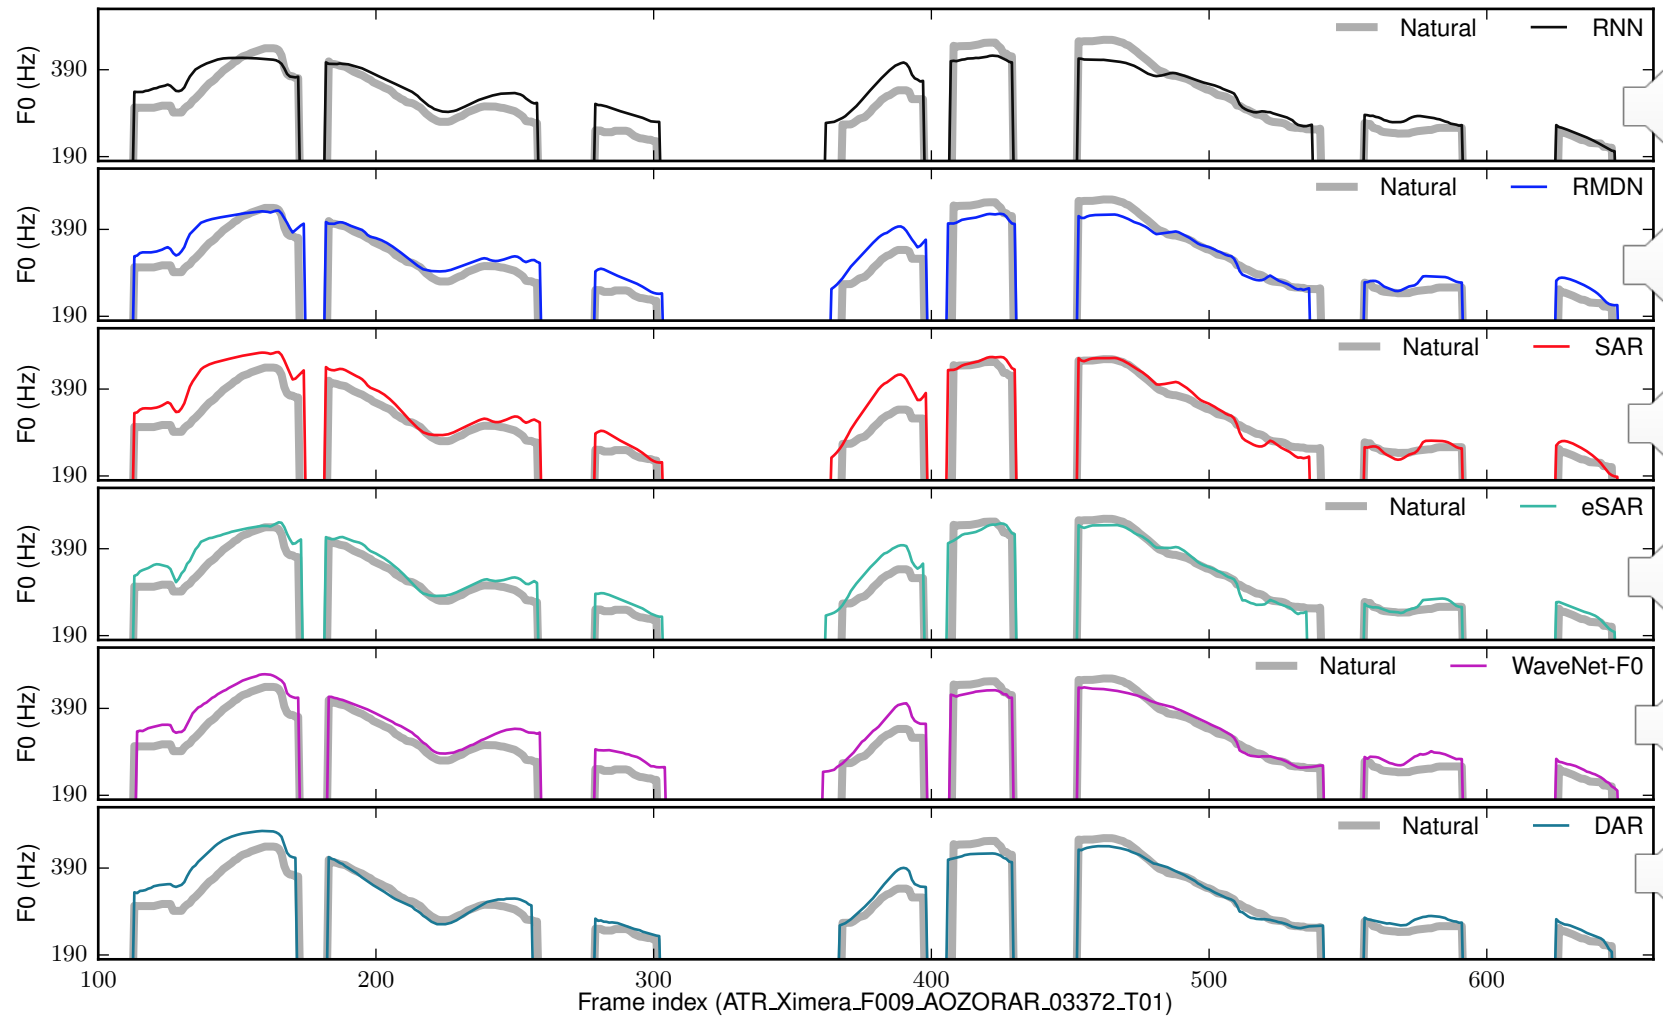 Natural RNN
390
190
F0 (Hz)
Natural RMDN
390
190
F0 (Hz)
Natural SAR
390
190
F0 (Hz)
Natural eSAR
390
190
F0 (Hz)
Natural WaveNet-F0
390
190
F0 (Hz)
Natural DAR
390
190
F0 (Hz)
100 200 300 400 500 600
Frame index (ATR_Ximera_F009_AOZORAR_03372_T01)